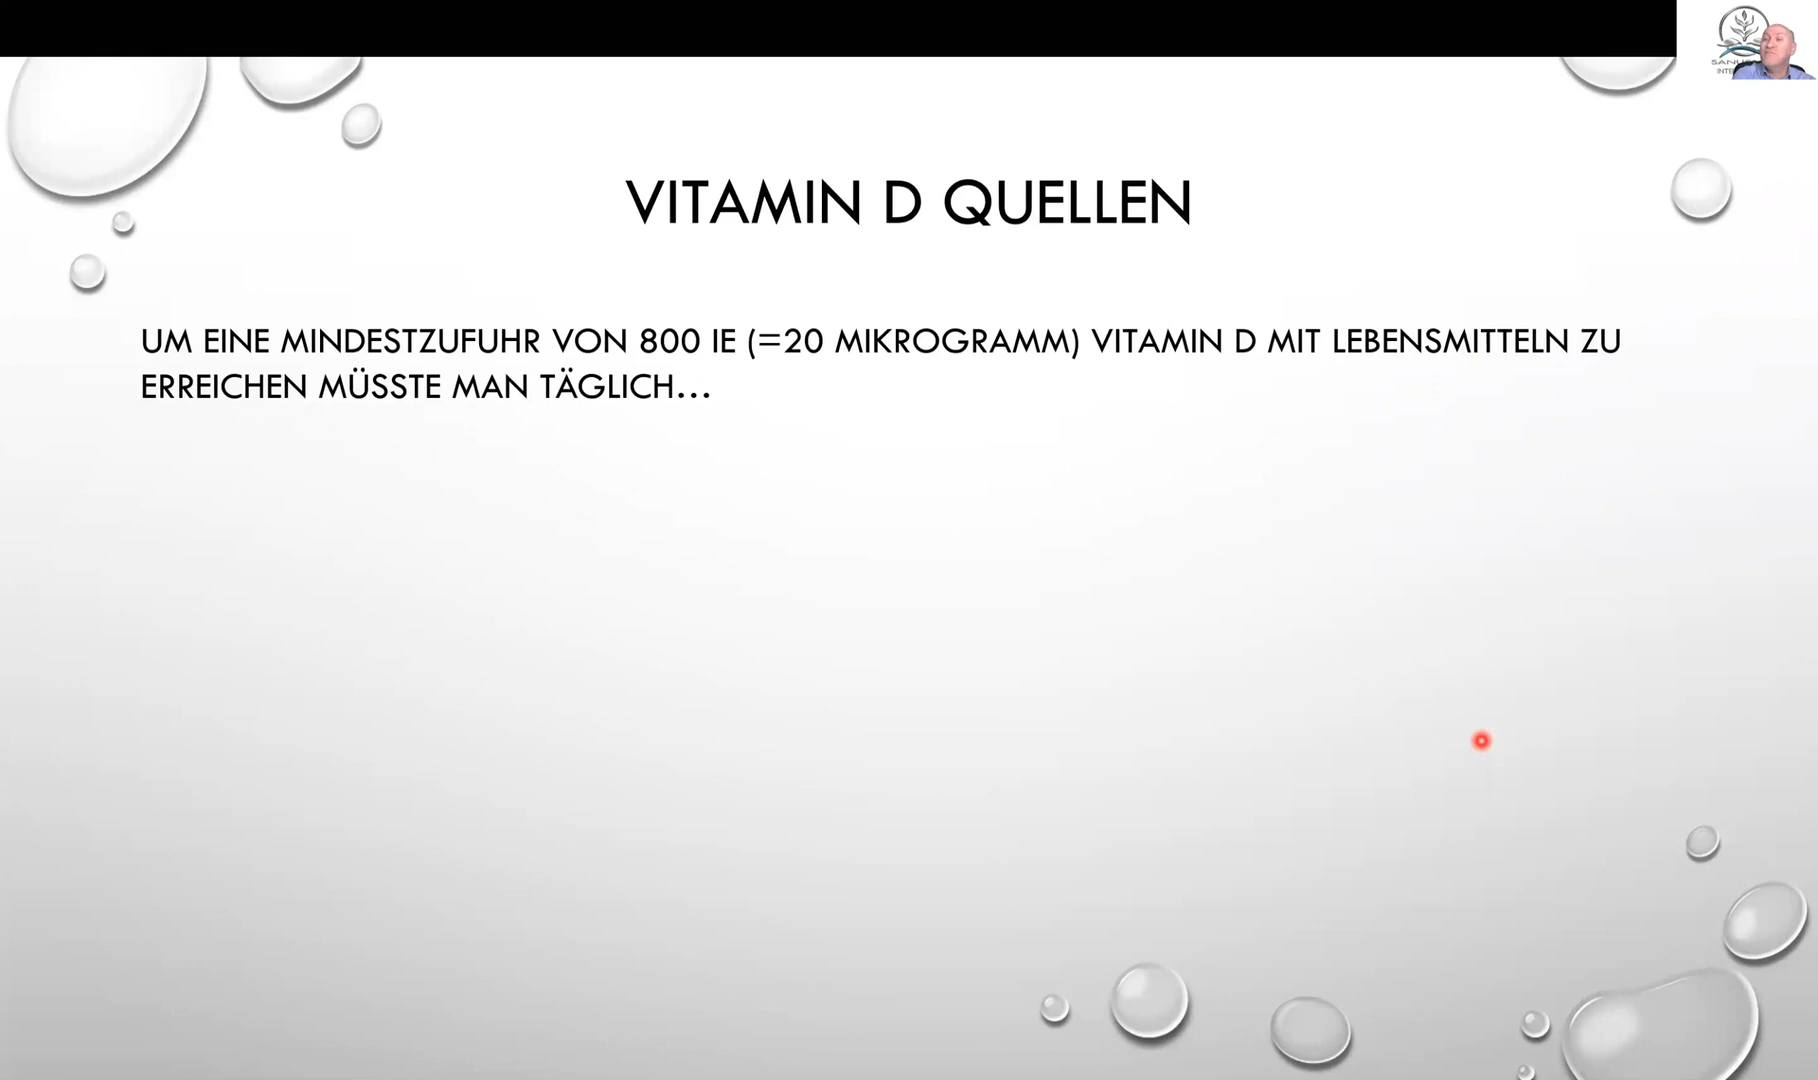 VITAMIN D QUELLEN
UM EINE MINDESTZUFUHR VON 800 IE (=20 MIKROGRAMM) VITAMIN D MIT LEBENSMITTELN ZU
ERREICHEN MÜSSTE MAN TÄGLICH...